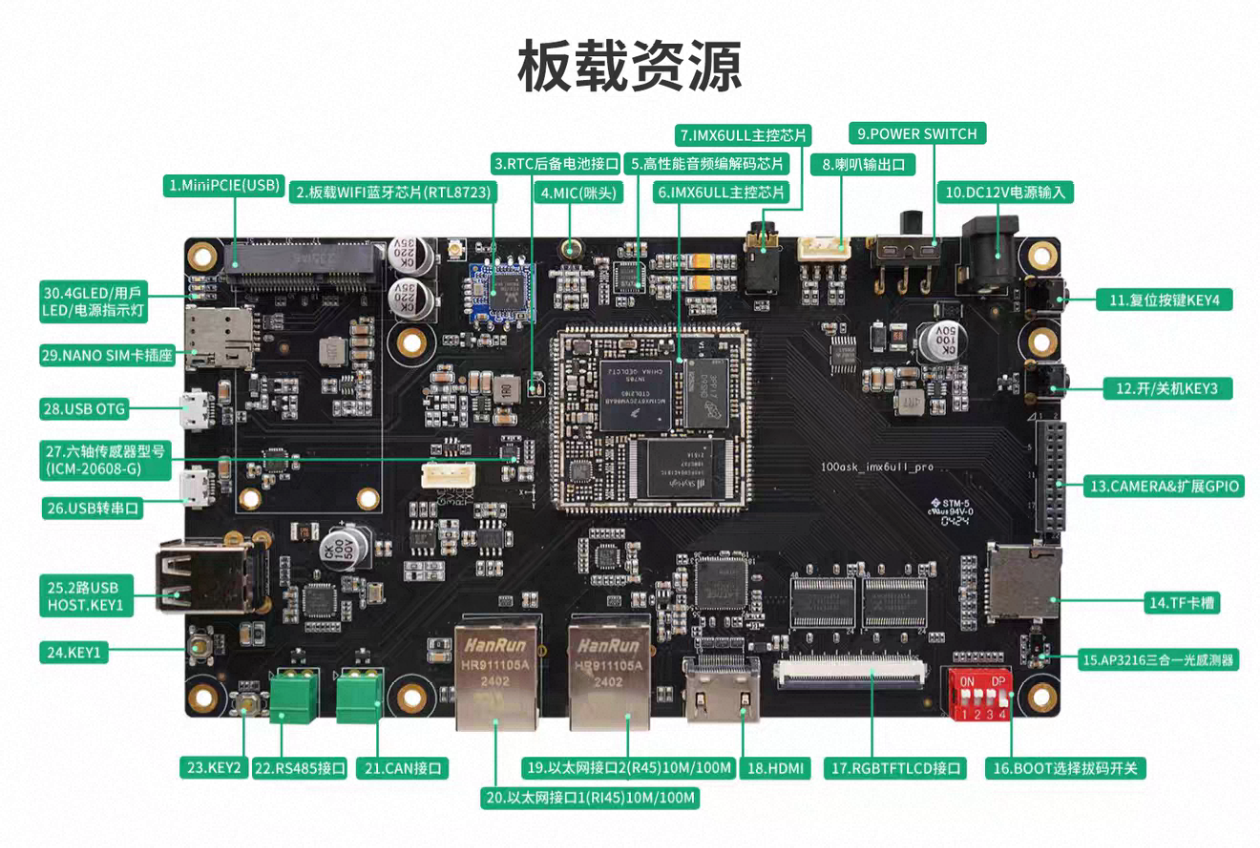 板载资源
7.IMX6ULL主控芯片
9.POWER SWITCH
3.RTC后备电池接口
5.高性能音频编解码芯片
8.喇叭输出口
1.MiniPCIE(USB)
2.板载WIFI蓝牙芯片(RTL8723)
4.MIC(咪头)
6.IMX6ULL主控芯片
10.DC12V电源输入
30.4GLED/用戶
LED/电源指示灯
11.复位按键KEY4
29.NANO SIM卡插座
12.开/关机KEY3
28.USB OTG
27.六轴传感器型号
(ICM-20608-G)
100ask_imx6ull_pro
13.CAMERA&扩展GPIO
26.USB转串口
STM-5
94V-0
0424
25.2路USB
HOST.KEY1
14.TF卡槽
HanRun
HR911105A
2402
HanRun
HR911105A
2402
24.KEY1
15.AP3216三合一光感测器
ON DP
1 2 3 4
23.KEY2
22.RS485接口
21.CAN接口
19.以太网接口2(R45)10M/100M
18.HDMI
17.RGBTFTLCD接口
16.BOOT选择拔码开关
20.以太网接口1(RI45)10M/100M